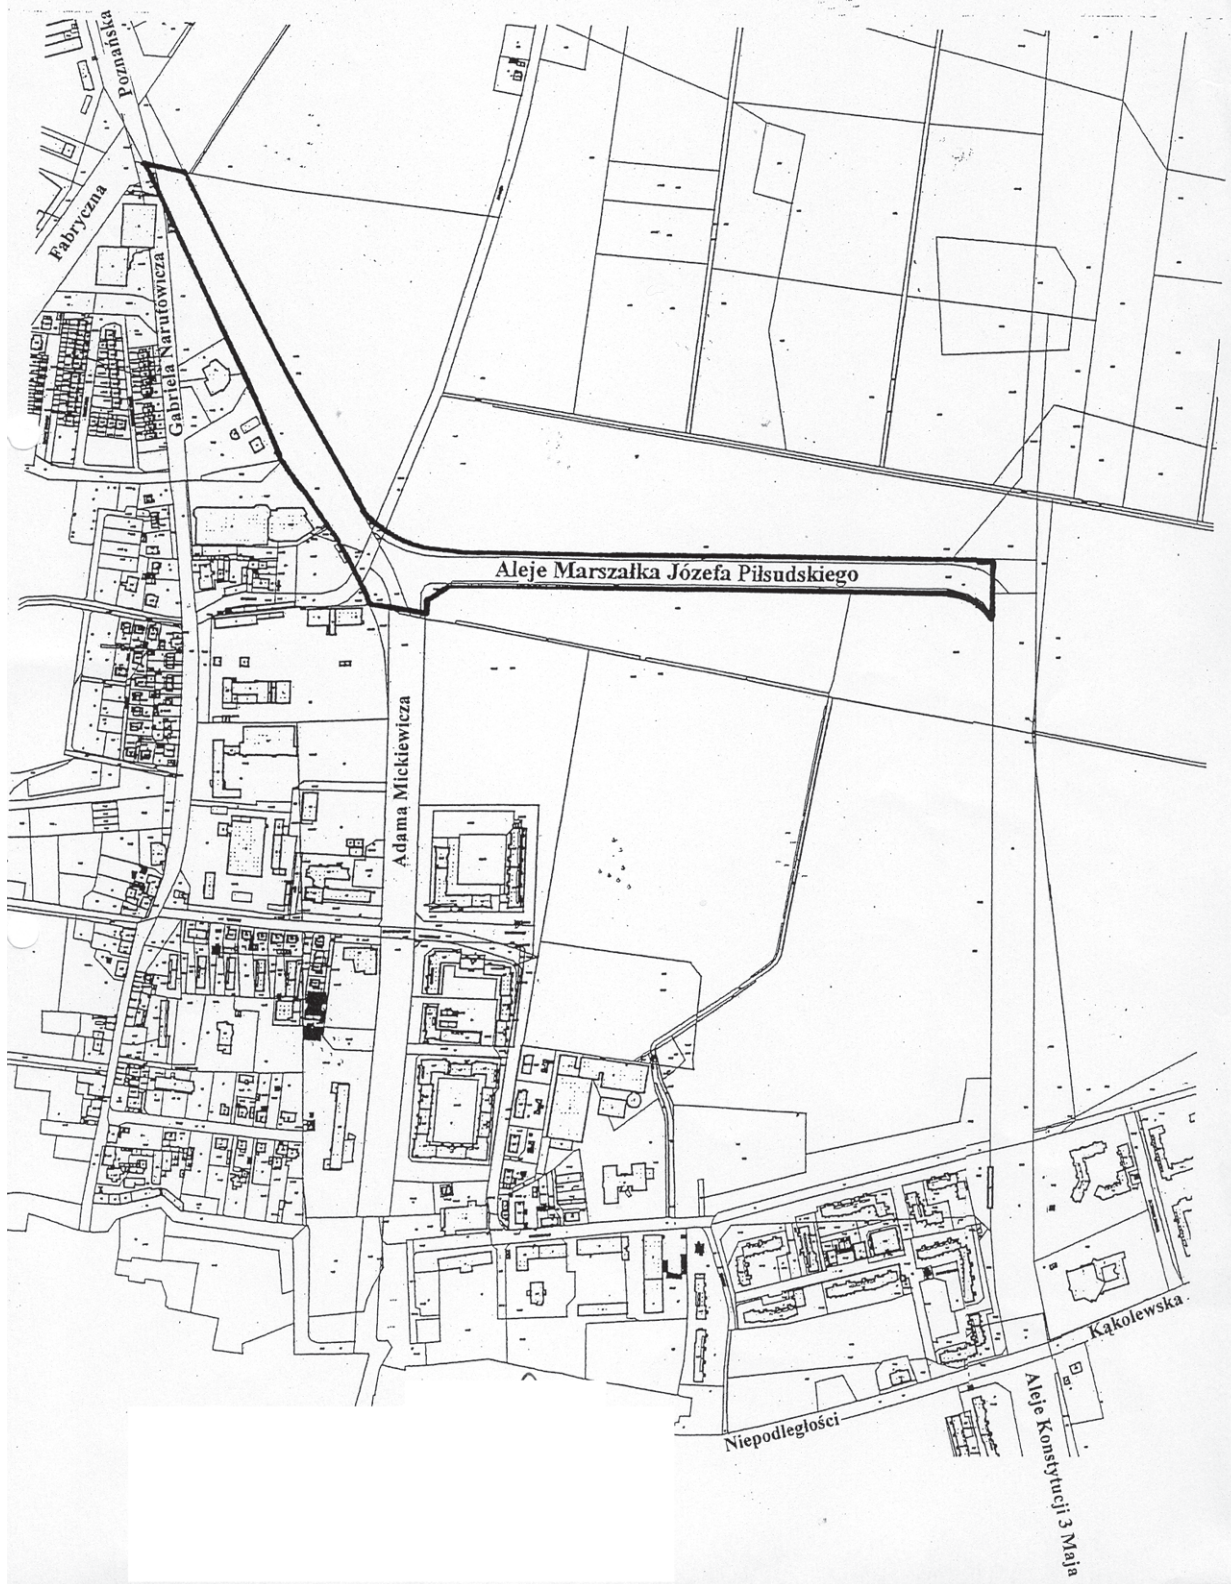 Poznańska
Fabryczna
Gabriela Narutowicza
Aleje Marszałka Józefa Piłsudskiego
Adama Mickiewicza
Kąkolewska
Niepodległości
Aleje Konstytucji 3 Maja